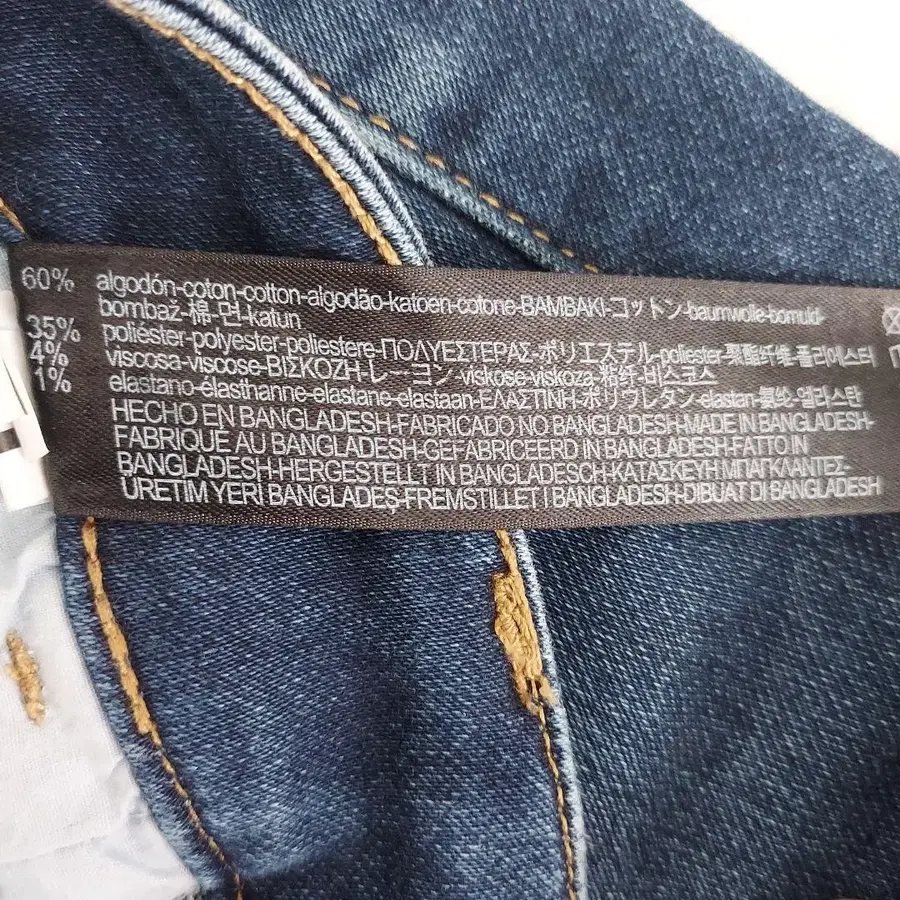 60% algodón-coton-cotton-algodão-katoen-cotone-ΒΑΜΒΑΚΙ-コットン-baumwolle-bomuld-
bombaž-棉-면-katun
35% poliéster-polyester-poliestere-ΠΟΛΥΕΣΤΕΡΑΣ-ポリエステル-poliester-聚酯纤维-폴리에스터
4% viscosa-viscose-ΒΙΣΚΟΖΗ-レーヨン-viskose-viskoza-粘纤-비스코스
1% elastano-élasthanne-elastane-elastaan-ΕΛΑΣΤΙΝΗ-ポリウレタン-elastan-氨纶-엘라스탄
HECHO EN BANGLADESH-FABRICADO NO BANGLADESH-MADE IN BANGLADESH-
FABRIQUÉ AU BANGLADESH-GEFABRICEERD IN BANGLADESH-FATTO IN
BANGLADESH-HERGESTELLT IN BANGLADESCH-ΚΑΤΑΣΚΕΥΗ ΜΠΑΓΚΛΑΝΤΕΣ-
ÜRETİM YERİ BANGLADEŞ-FREMSTILLET I BANGLADESH-DIBUAT DI BANGLADESH